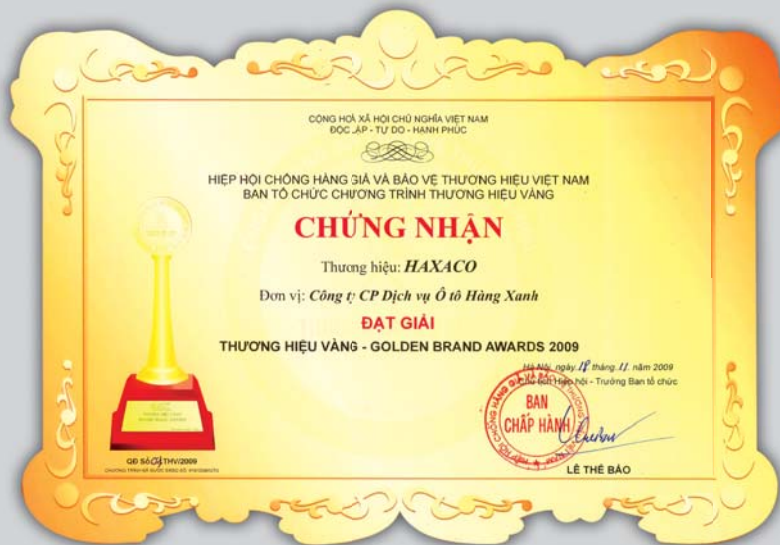 CỘNG HOÀ XÃ HỘI CHỦ NGHĨA VIỆT NAM
ĐỘC LẬP - TỰ DO - HẠNH PHÚC
HIỆP HỘI CHỐNG HÀNG GIẢ VÀ BẢO VỆ THƯƠNG HIỆU VIỆT NAM
BAN TỔ CHỨC CHƯƠNG TRÌNH THƯƠNG HIỆU VÀNG
CHỨNG NHẬN
Thương hiệu: HAXACO
Đơn vị: Công ty CP Dịch vụ Ô tô Hàng Xanh
ĐẠT GIẢI
THƯƠNG HIỆU VÀNG - GOLDEN BRAND AWARDS 2009
Hà Nội, ngày 18 tháng 11 năm 2009
Chủ tịch Hiệp hội - Trưởng Ban tổ chức
BAN
CHẤP HÀNH
LÊ THẾ BẢO
QĐ Số THV/2009